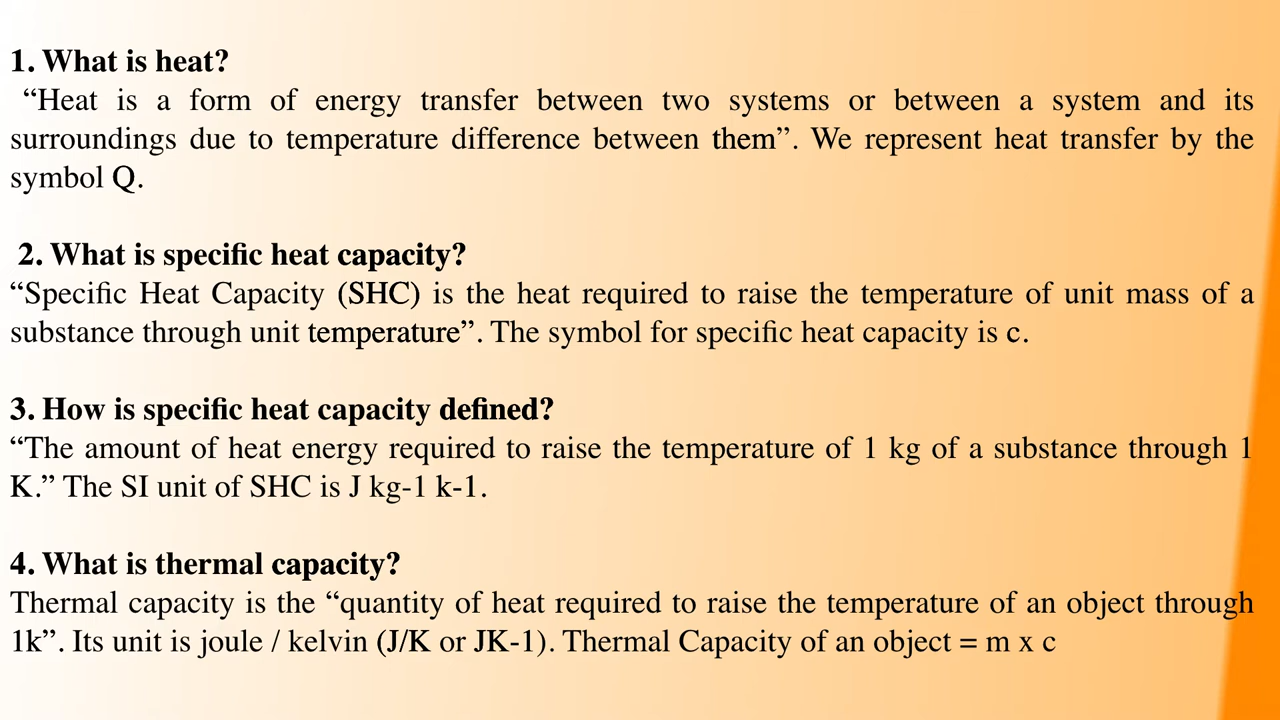 1. What is heat?
“Heat is a form of energy transfer between two systems or between a system and its
surroundings due to temperature difference between them”. We represent heat transfer by the
symbol Q.
2. What is specific heat capacity?
“Specific Heat Capacity (SHC) is the heat required to raise the temperature of unit mass of a
substance through unit temperature”. The symbol for specific heat capacity is c.
3. How is specific heat capacity defined?
“The amount of heat energy required to raise the temperature of 1 kg of a substance through 1
K.” The SI unit of SHC is J kg-1 k-1.
4. What is thermal capacity?
Thermal capacity is the “quantity of heat required to raise the temperature of an object through
1k”. Its unit is joule / kelvin (J/K or JK-1). Thermal Capacity of an object = m x c